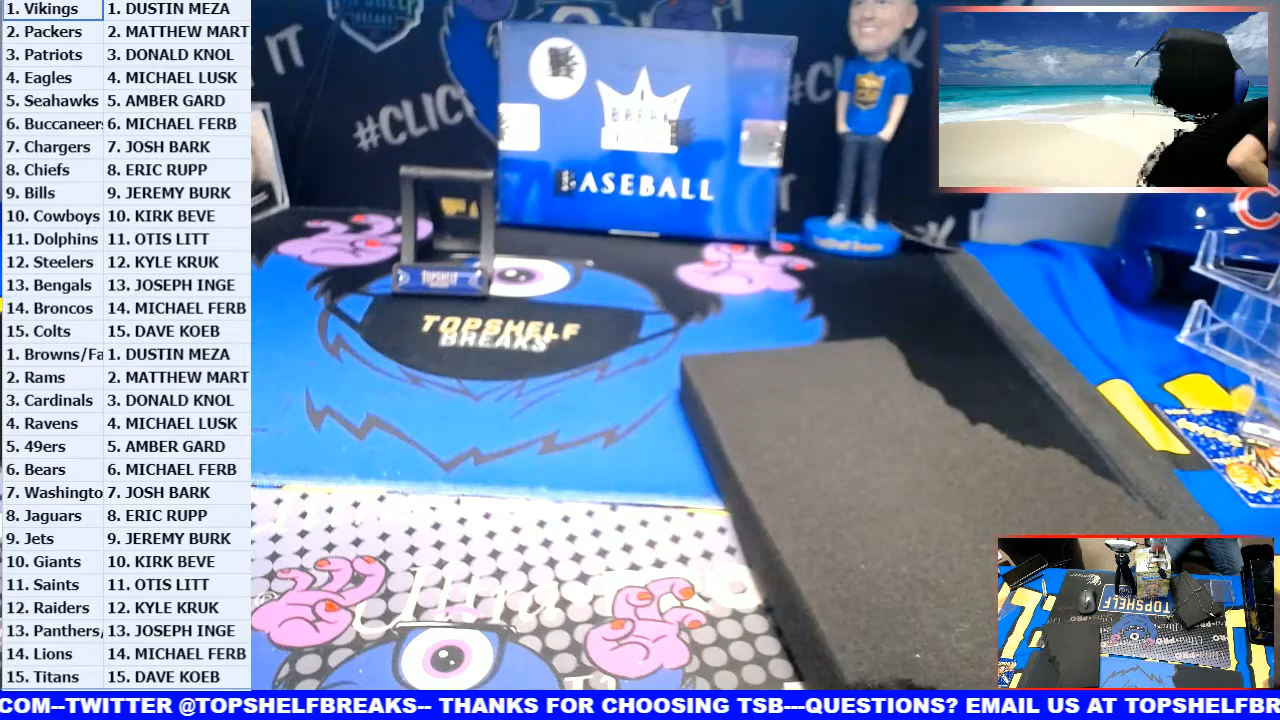 1. Vikings 1. DUSTIN MEZA
2. Packers 2. MATTHEW MART
3. Patriots 3. DONALD KNOL
4. Eagles 4. MICHAEL LUSK
5. Seahawks 5. AMBER GARD
6. Buccaneers 6. MICHAEL FERB
7. Chargers 7. JOSH BARK
8. Chiefs 8. ERIC RUPP
9. Bills 9. JEREMY BURK
10. Cowboys 10. KIRK BEVE
11. Dolphins 11. OTIS LITT
12. Steelers 12. KYLE KRUK
13. Bengals 13. JOSEPH INGE
14. Broncos 14. MICHAEL FERB
15. Colts 15. DAVE KOEB
1. Browns/Fa 1. DUSTIN MEZA
2. Rams 2. MATTHEW MART
3. Cardinals 3. DONALD KNOL
4. Ravens 4. MICHAEL LUSK
5. 49ers 5. AMBER GARD
6. Bears 6. MICHAEL FERB
7. Washingto 7. JOSH BARK
8. Jaguars 8. ERIC RUPP
9. Jets 9. JEREMY BURK
10. Giants 10. KIRK BEVE
11. Saints 11. OTIS LITT
12. Raiders 12. KYLE KRUK
13. Panthers/ 13. JOSEPH INGE
14. Lions 14. MICHAEL FERB
15. Titans 15. DAVE KOEB
TOPSHELF
BREAKS
IT
#CLICK
BREAK
BASEBALL
TOPSHELF
TOPSHELF
BREAKS
Ultra
TOPSHELF
COM--TWITTER @TOPSHELFBREAKS-- THANKS FOR CHOOSING TSB---QUESTIONS? EMAIL US AT TOPSHELFBR